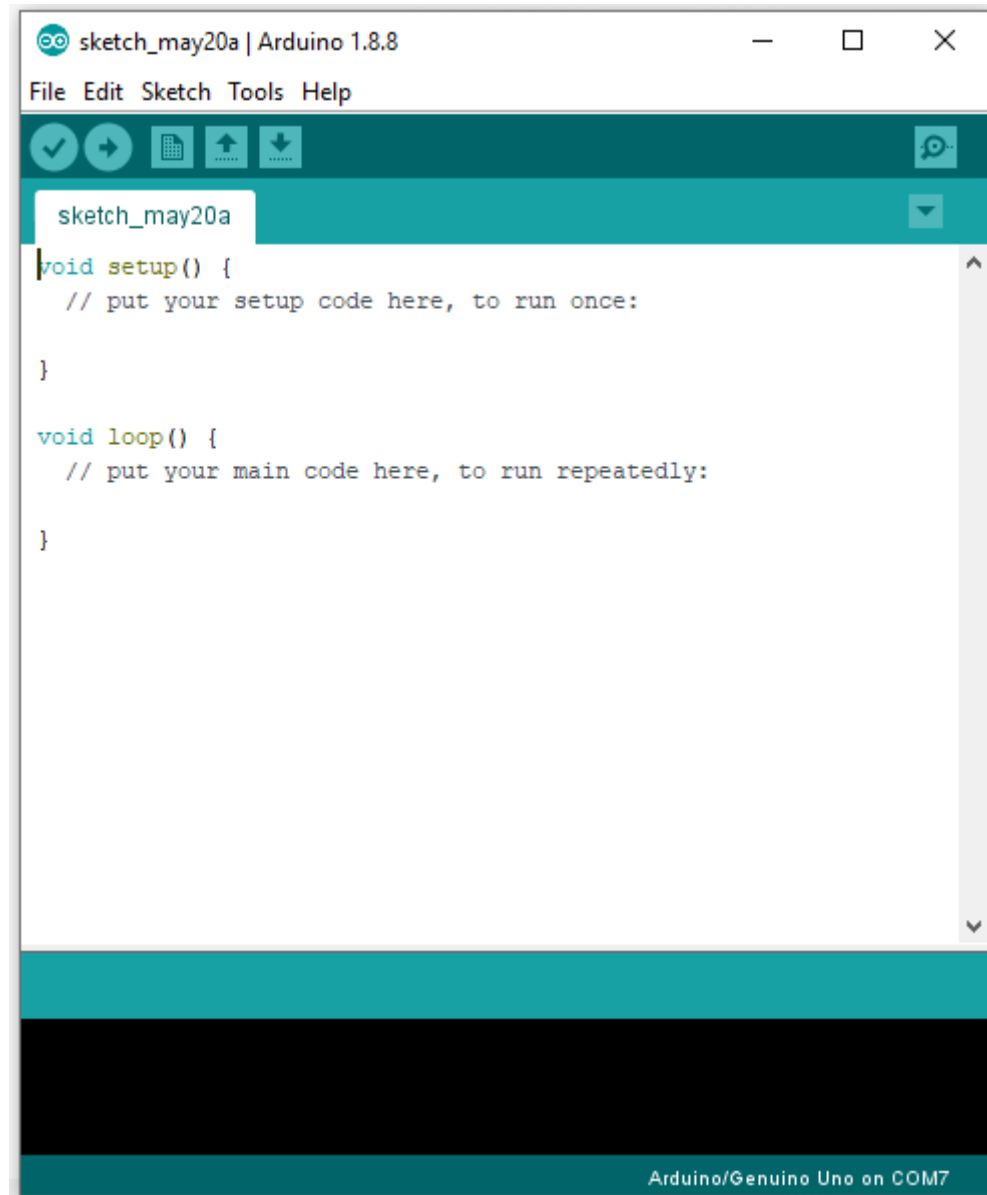 sketch_may20a | Arduino 1.8.8
File Edit Sketch Tools Help
sketch_may20a
void setup() {
  // put your setup code here, to run once:
}
void loop() {
  // put your main code here, to run repeatedly:
}
Arduino/Genuino Uno on COM7